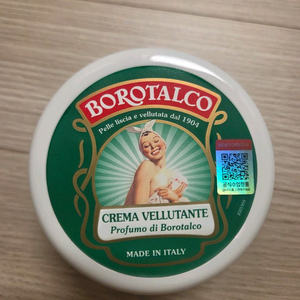 BOROTALCO
Pelle liscia e vellutata dal 1904
CREMA VELLUTANTE
Profumo di Borotalco
MADE IN ITALY